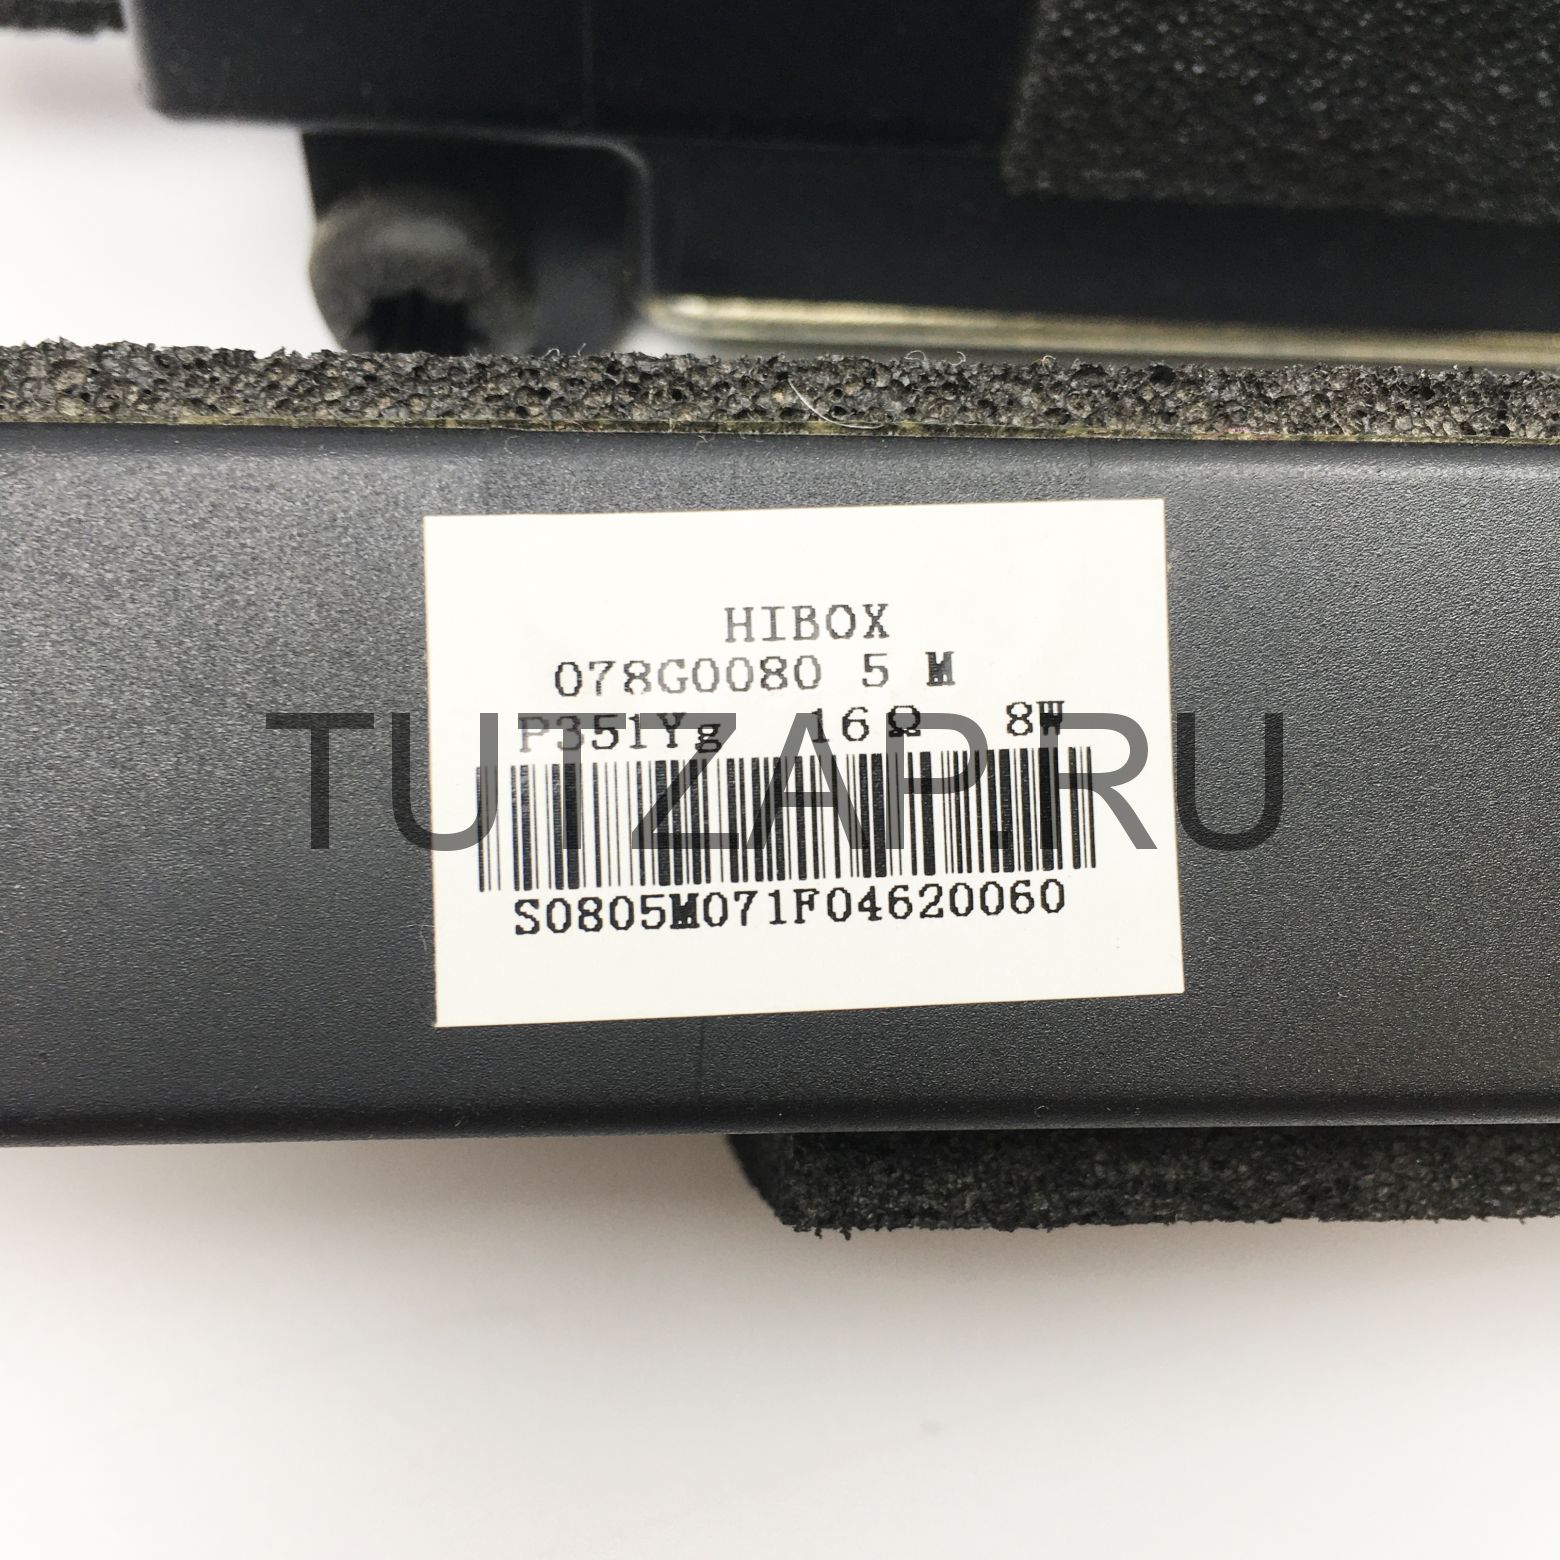 HIBOX
078G0080 5 M
P351Yg 16Ω 8W
TUTZAP.RU
S0805M071F04620060